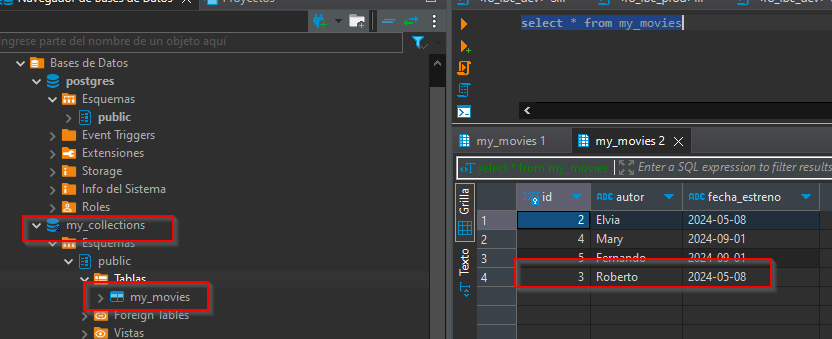 Navegador de Bases de Datos
Proyectos
Ingrese parte del nombre de un objeto aquí
Bases de Datos
postgres
Esquemas
public
Event Triggers
Extensiones
Storage
Info del Sistema
Roles
my_collections
Esquemas
public
Tablas
my_movies
Foreign Tables
Vistas
select * from my_movies
my_movies 1
my_movies 2
select * from my_movies
Enter a SQL expression to filter results
Grilla
Texto
id autor fecha_estreno
1 2 Elvia 2024-05-08
2 4 Mary 2024-09-01
3 5 Fernando 2024-09-01
4 3 Roberto 2024-05-08